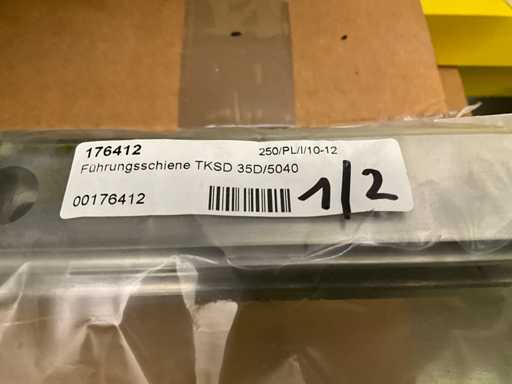 176412 250/PL/I/10-12
Führungsschiene TKSD 35D/5040
00176412
1/2